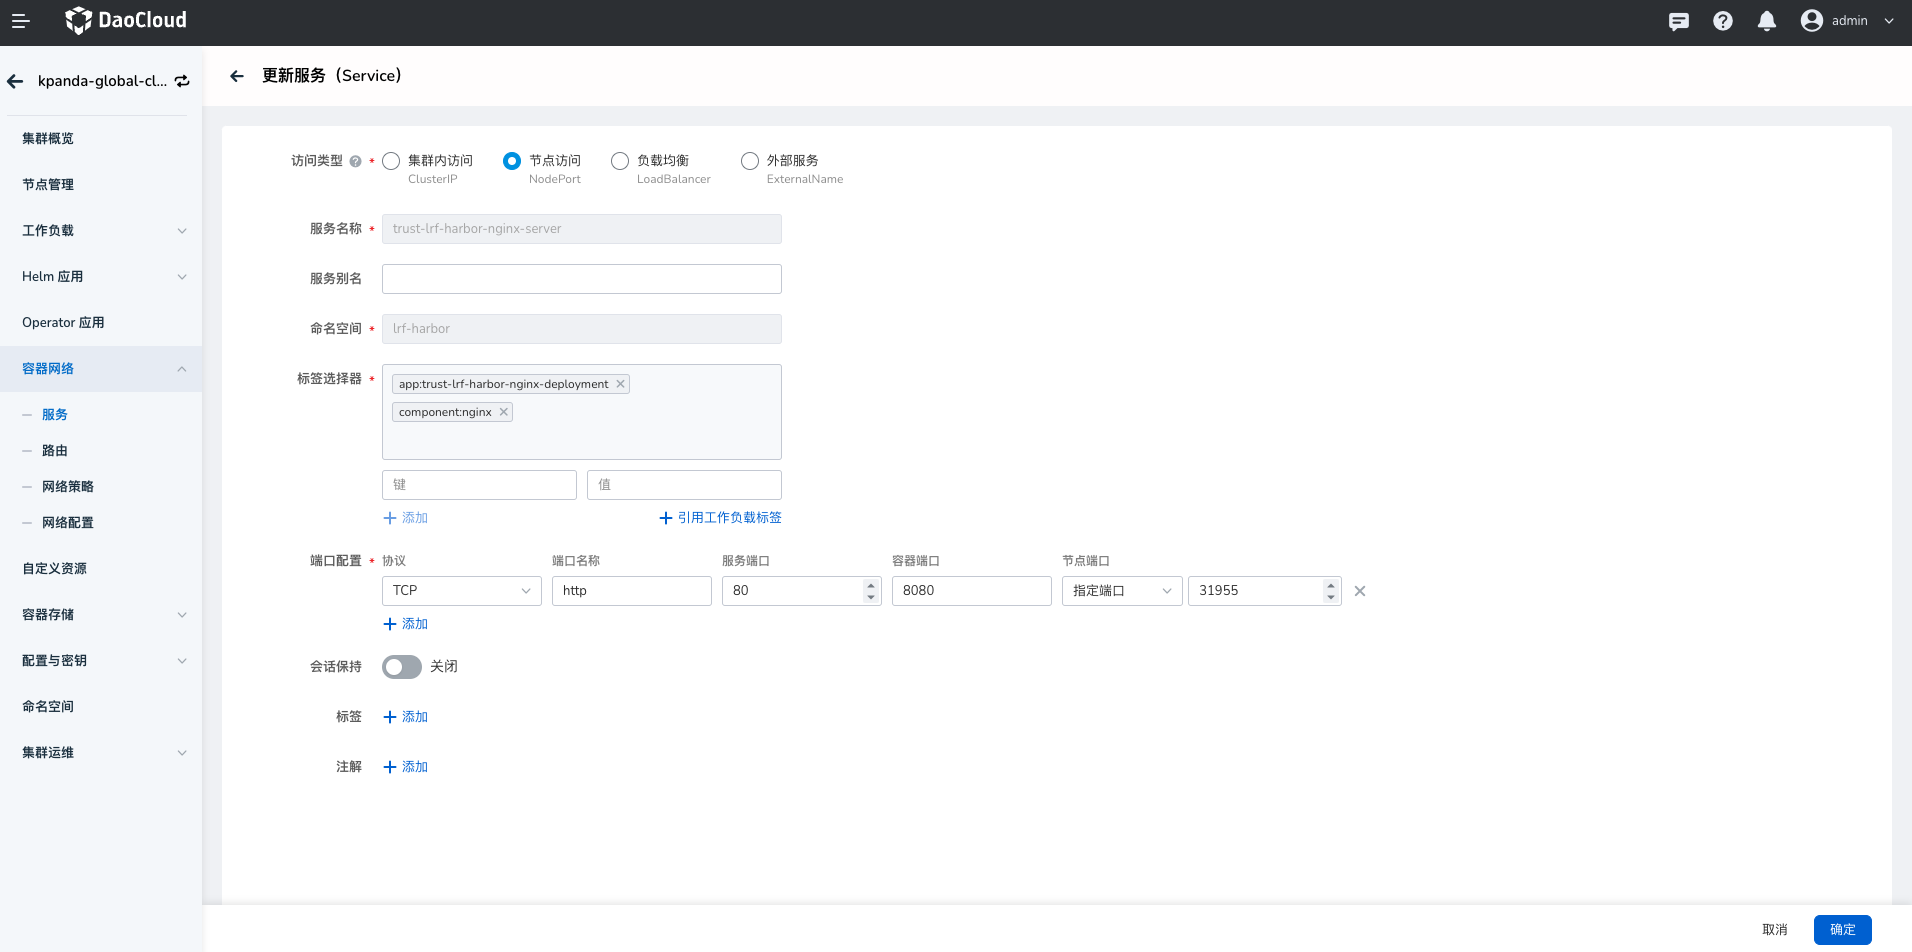 DaoCloud
admin
kpanda-global-cl...
更新服务（Service）
集群概览
节点管理
工作负载
Helm 应用
Operator 应用
容器网络
服务
路由
网络策略
网络配置
自定义资源
容器存储
配置与密钥
命名空间
集群运维
访问类型 * 集群内访问 节点访问 负载均衡 外部服务
ClusterIP NodePort LoadBalancer ExternalName
服务名称 * trust-lrf-harbor-nginx-server
服务别名
命名空间 * lrf-harbor
标签选择器 * app:trust-lrf-harbor-nginx-deployment
component:nginx
键 值
添加 引用工作负载标签
端口配置 * 协议 端口名称 服务端口 容器端口 节点端口
TCP http 80 8080 指定端口 31955
添加
会话保持 关闭
标签 添加
注解 添加
取消 确定